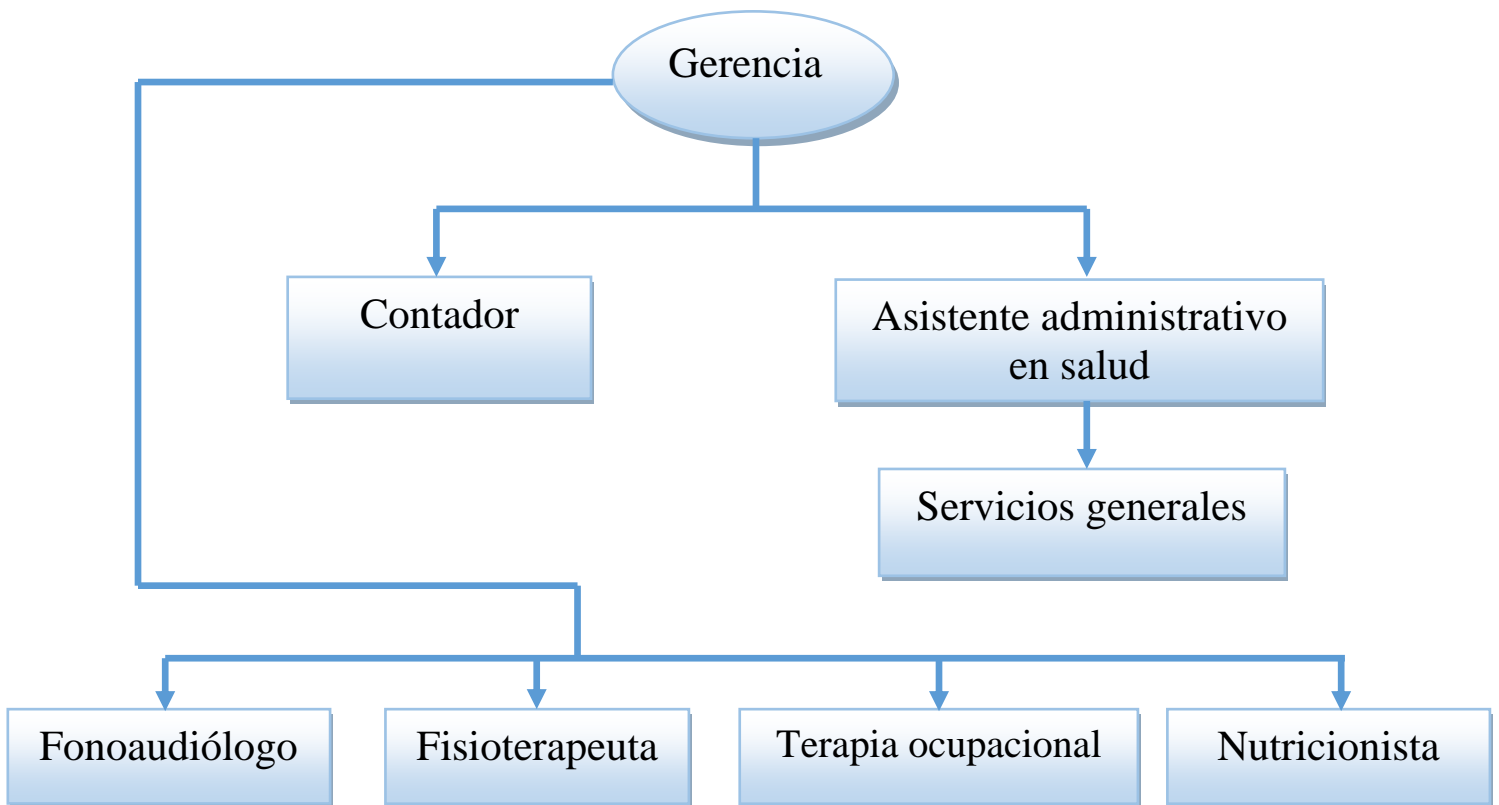 Gerencia
Contador
Asistente administrativo
en salud
Servicios generales
Fonoaudiólogo
Fisioterapeuta
Terapia ocupacional
Nutricionista